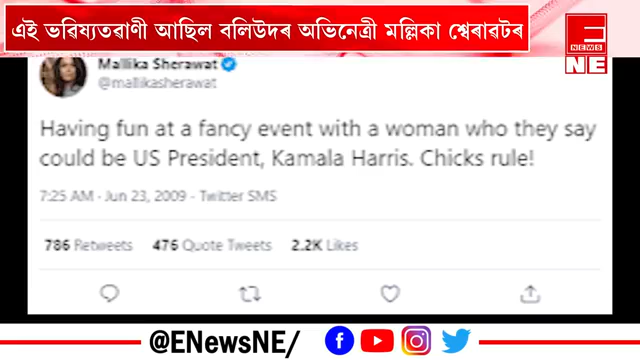 এই ভৱিষ্যতবাণী আছিল বলিউদৰ অভিনেত্ৰী মল্লিকা শ্বেৰাৱটৰ
E
NEWS
NE
Mallika Sherawat
@mallikasherawat
Having fun at a fancy event with a woman who they say
could be US President, Kamala Harris. Chicks rule!
7:25 AM · Jun 23, 2009 · Twitter SMS
786 Retweets 476 Quote Tweets 2.2K Likes
@ENewsNE/